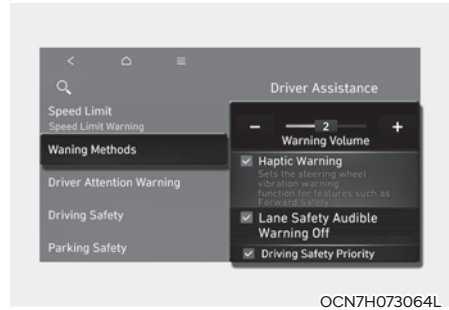 Driver Assistance
Speed Limit
Speed Limit Warning
Waning Methods
Driver Attention Warning
Driving Safety
Parking Safety
− 2 +
Warning Volume
Haptic Warning
Sets the steering wheel
vibration warning
function for features such as
Forward Safety
Lane Safety Audible
Warning Off
Driving Safety Priority
OCN7H073064L